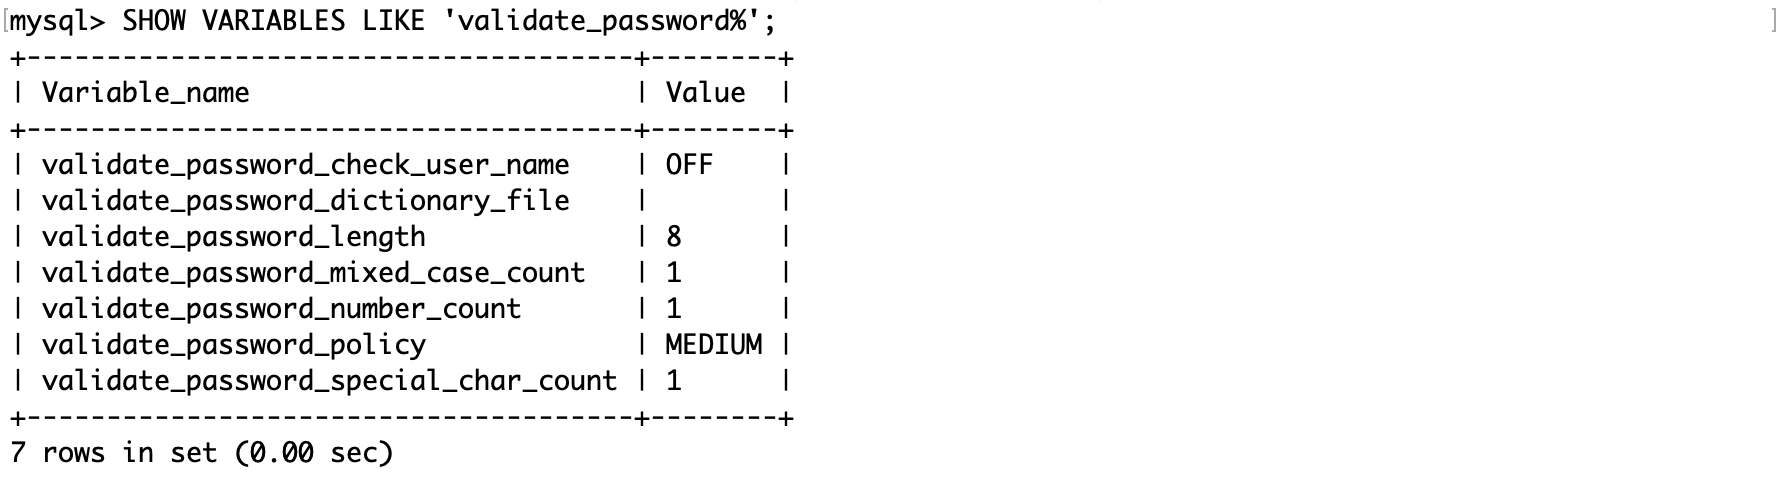 [mysql> SHOW VARIABLES LIKE 'validate_password%'; ]
+--------------------------------------+--------+
| Variable_name                        | Value  |
+--------------------------------------+--------+
| validate_password_check_user_name    | OFF    |
| validate_password_dictionary_file    |        |
| validate_password_length             | 8      |
| validate_password_mixed_case_count   | 1      |
| validate_password_number_count       | 1      |
| validate_password_policy             | MEDIUM |
| validate_password_special_char_count | 1      |
+--------------------------------------+--------+
7 rows in set (0.00 sec)